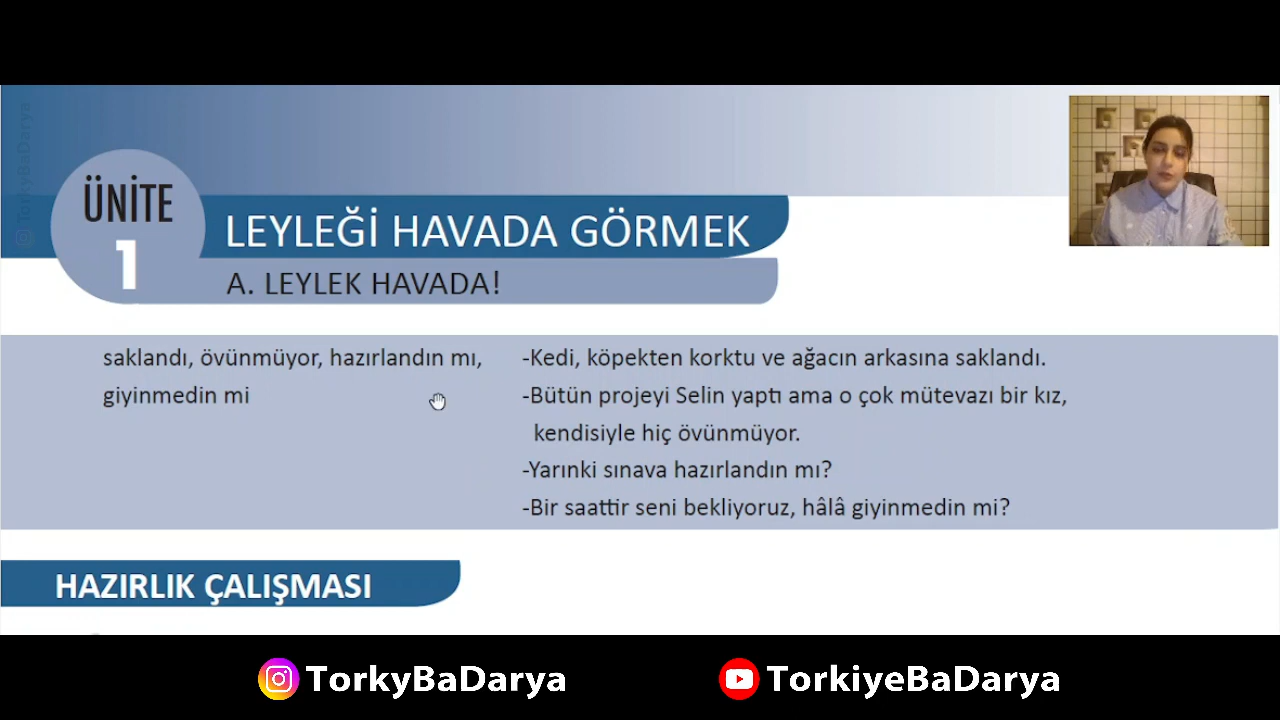 TorkyBaDarya
ÜNİTE
1
LEYLEĞİ HAVADA GÖRMEK
A. LEYLEK HAVADA!
saklandı, övünmüyor, hazırlandın mı,
giyinmedin mi
-Kedi, köpekten korktu ve ağacın arkasına saklandı.
-Bütün projeyi Selin yaptı ama o çok mütevazı bir kız,
kendisiyle hiç övünmüyor.
-Yarınki sınava hazırlandın mı?
-Bir saattir seni bekliyoruz, hâlâ giyinmedin mi?
HAZIRLIK ÇALIŞMASI
TorkyBaDarya
TorkiyeBaDarya